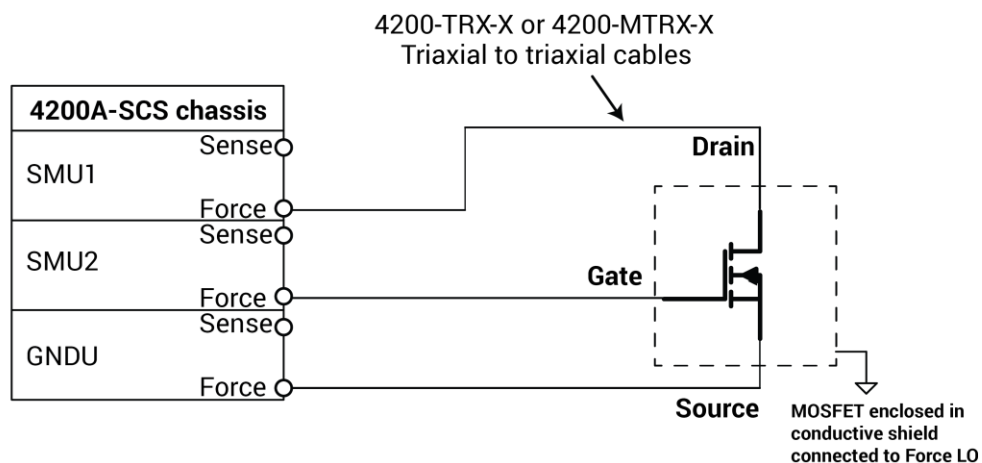 4200-TRX-X or 4200-MTRX-X
Triaxial to triaxial cables
4200A-SCS chassis
Sense
SMU1
Force
Sense
SMU2
Force
Sense
GNDU
Force
Drain
Gate
Source
MOSFET enclosed in
conductive shield
connected to Force LO